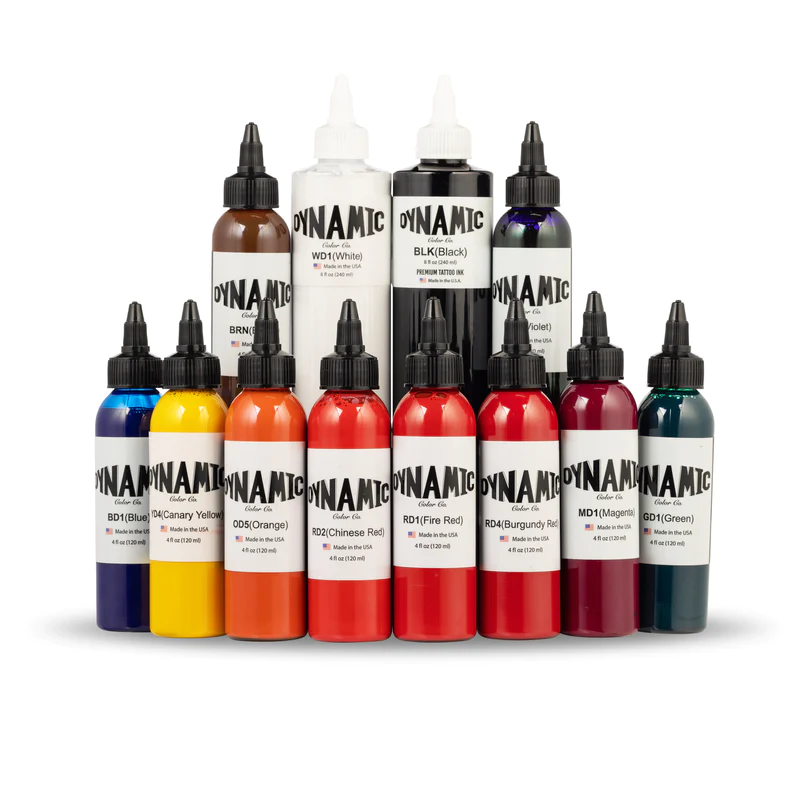 DYNAMIC
Color Co.
WD1(White)
Made in the USA
8 fl oz (240 ml)
DYNAMIC
Color Co.
BLK(Black)
8 fl oz (240 ml)
PREMIUM TATTOO INK
Made in the U.S.A.
DYNAMIC
BRN(
DYNAMIC
Violet)
the USA
DYNAM
Color Co.
BD1(Blue)
Made in the USA
4 fl oz (120 ml)
DYNAMIC
Color Co.
YD4(Canary Yellow)
Made in the USA
4 fl oz (120 ml)
DYNAMIC
Color Co.
OD5(Orange)
Made in the USA
4 fl oz (120 ml)
DYNAMIC
Color Co.
RD2(Chinese Red)
Made in the USA
4 fl oz (120 ml)
DYNAMIC
Color Co.
RD1(Fire Red)
Made in the USA
4 fl oz (120 ml)
DYNAMIC
Color Co.
RD4(Burgundy Red)
Made in the USA
4 fl oz (120 ml)
DYNAMIC
Color Co.
MD1(Magenta)
Made in the USA
4 fl oz (120 ml)
DYNAMIC
Color Co.
GD1(Green)
Made in the USA
4 fl oz (120 ml)